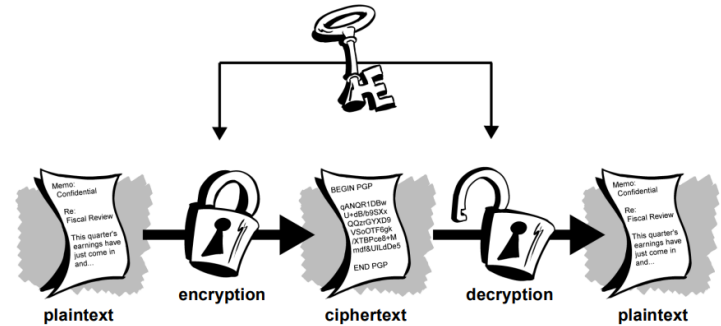 Memo:
Confidential
Re:
Fiscal Review
This quarter's
earnings have
just come in
and...
BEGIN PGP
qANQR1DBw
U+dB/b9SXx
QQzrGYXD9
VSoOTF6gk
/XTBPce6+M
mdf&UILdDe5
END PGP
Memo:
Confidential
Re:
Fiscal Review
This quarter's
earnings have
just come in
and...
encryption
decryption
plaintext
ciphertext
plaintext